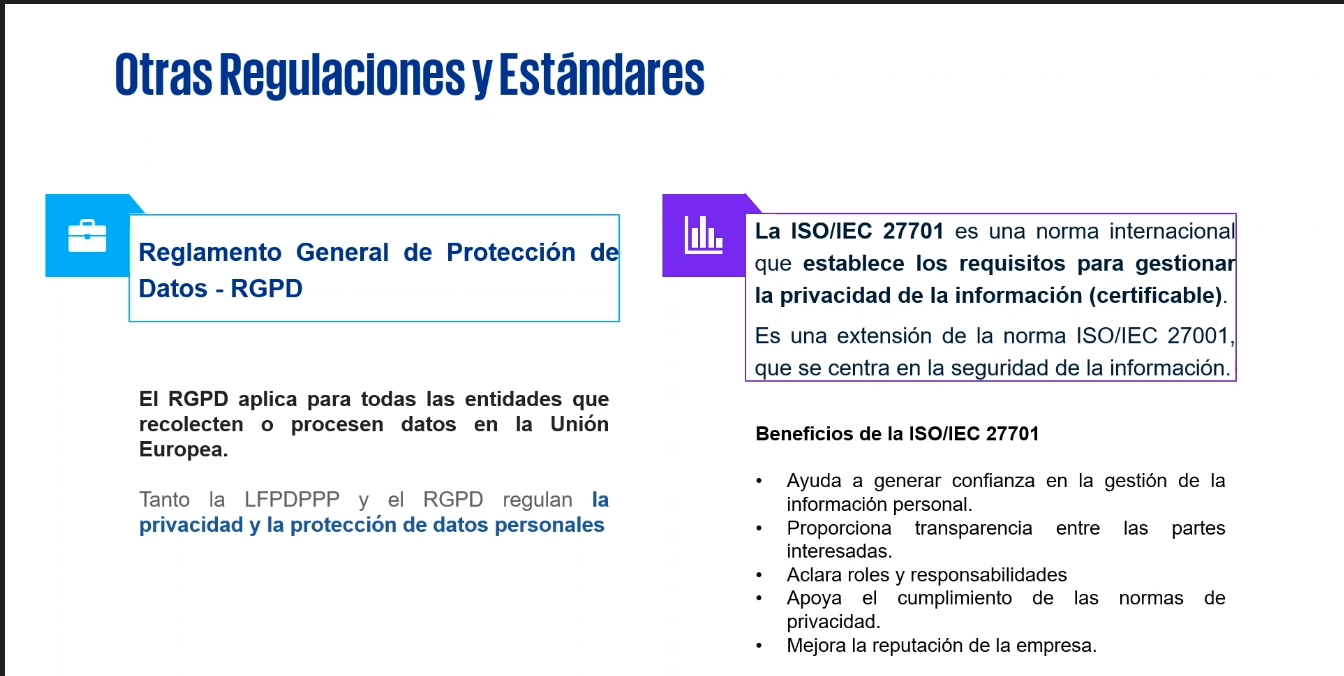 Otras Regulaciones y Estándares
Reglamento General de Protección de
Datos - RGPD
El RGPD aplica para todas las entidades que
recolecten o procesen datos en la Unión
Europea.
Tanto la LFPDPPP y el RGPD regulan la
privacidad y la protección de datos personales
La ISO/IEC 27701 es una norma internacional
que establece los requisitos para gestionar
la privacidad de la información (certificable).
Es una extensión de la norma ISO/IEC 27001,
que se centra en la seguridad de la información.
Beneficios de la ISO/IEC 27701
• Ayuda a generar confianza en la gestión de la
información personal.
• Proporciona transparencia entre las partes
interesadas.
• Aclara roles y responsabilidades
• Apoya el cumplimiento de las normas de
privacidad.
• Mejora la reputación de la empresa.